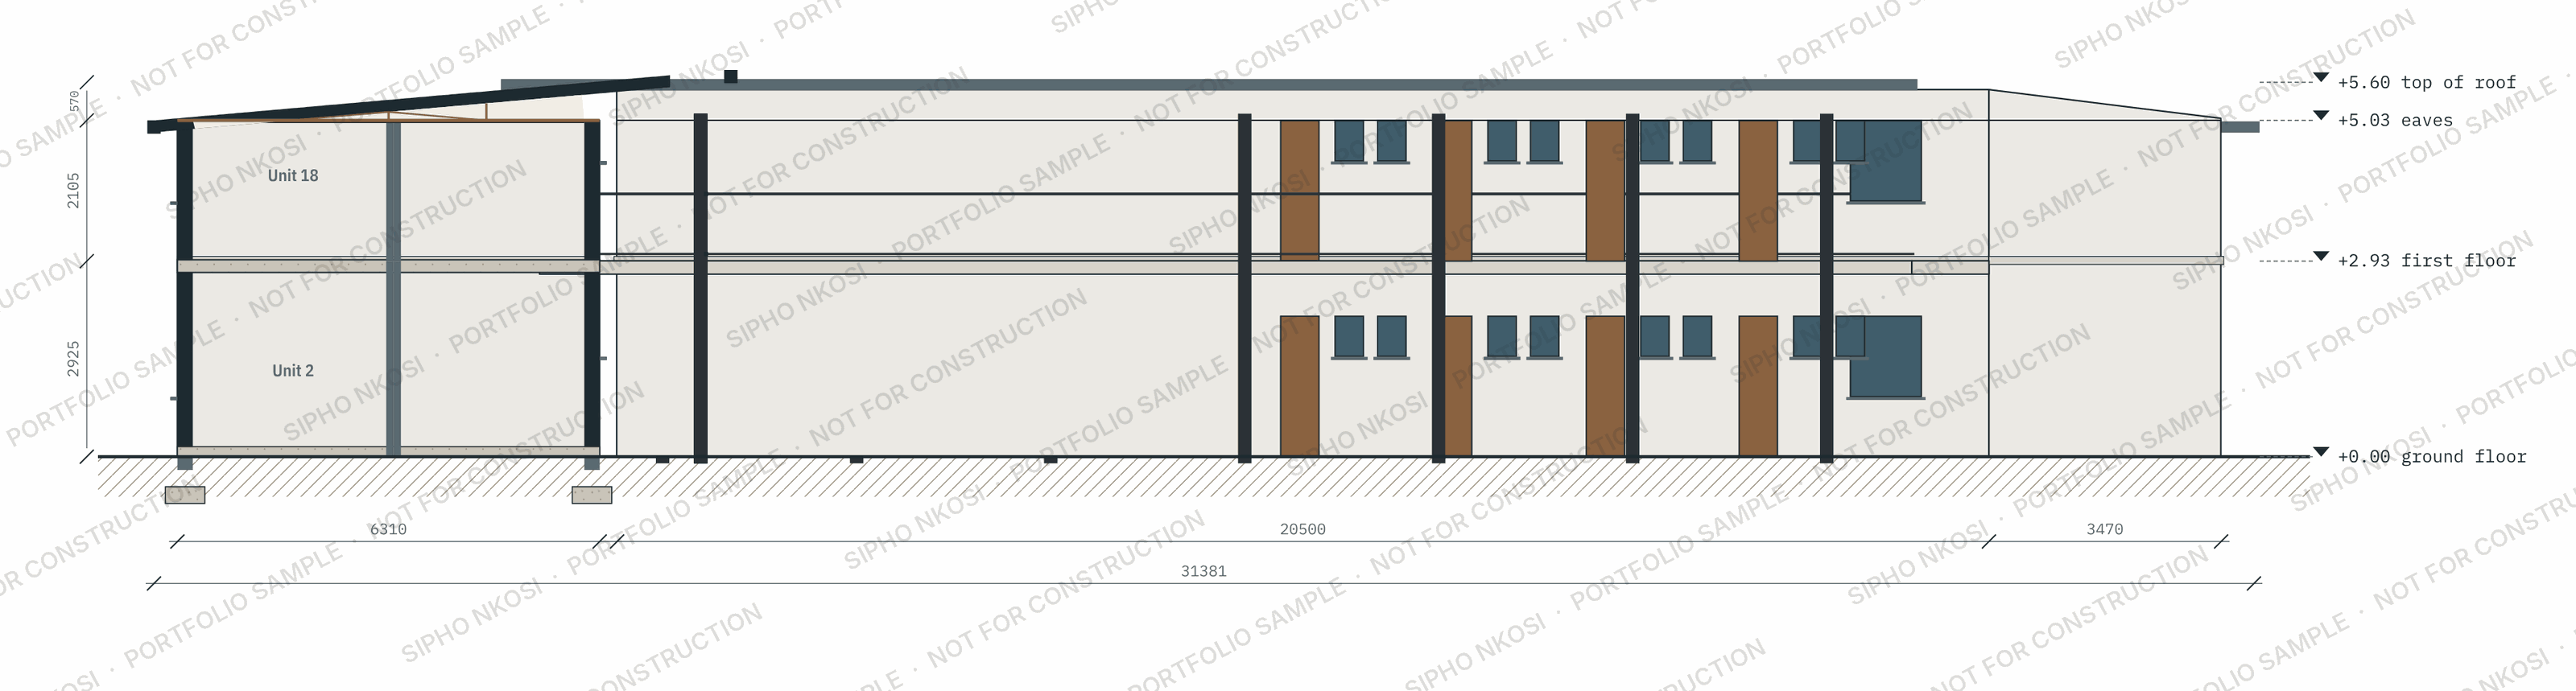 +5.60 top of roof
570
+5.03 eaves
Unit 18
2105
+2.93 first floor
2925
Unit 2
+0.00 ground floor
6310
20500
3470
31381
SIPHO NKOSI · PORTFOLIO SAMPLE · NOT FOR CONSTRUCTION